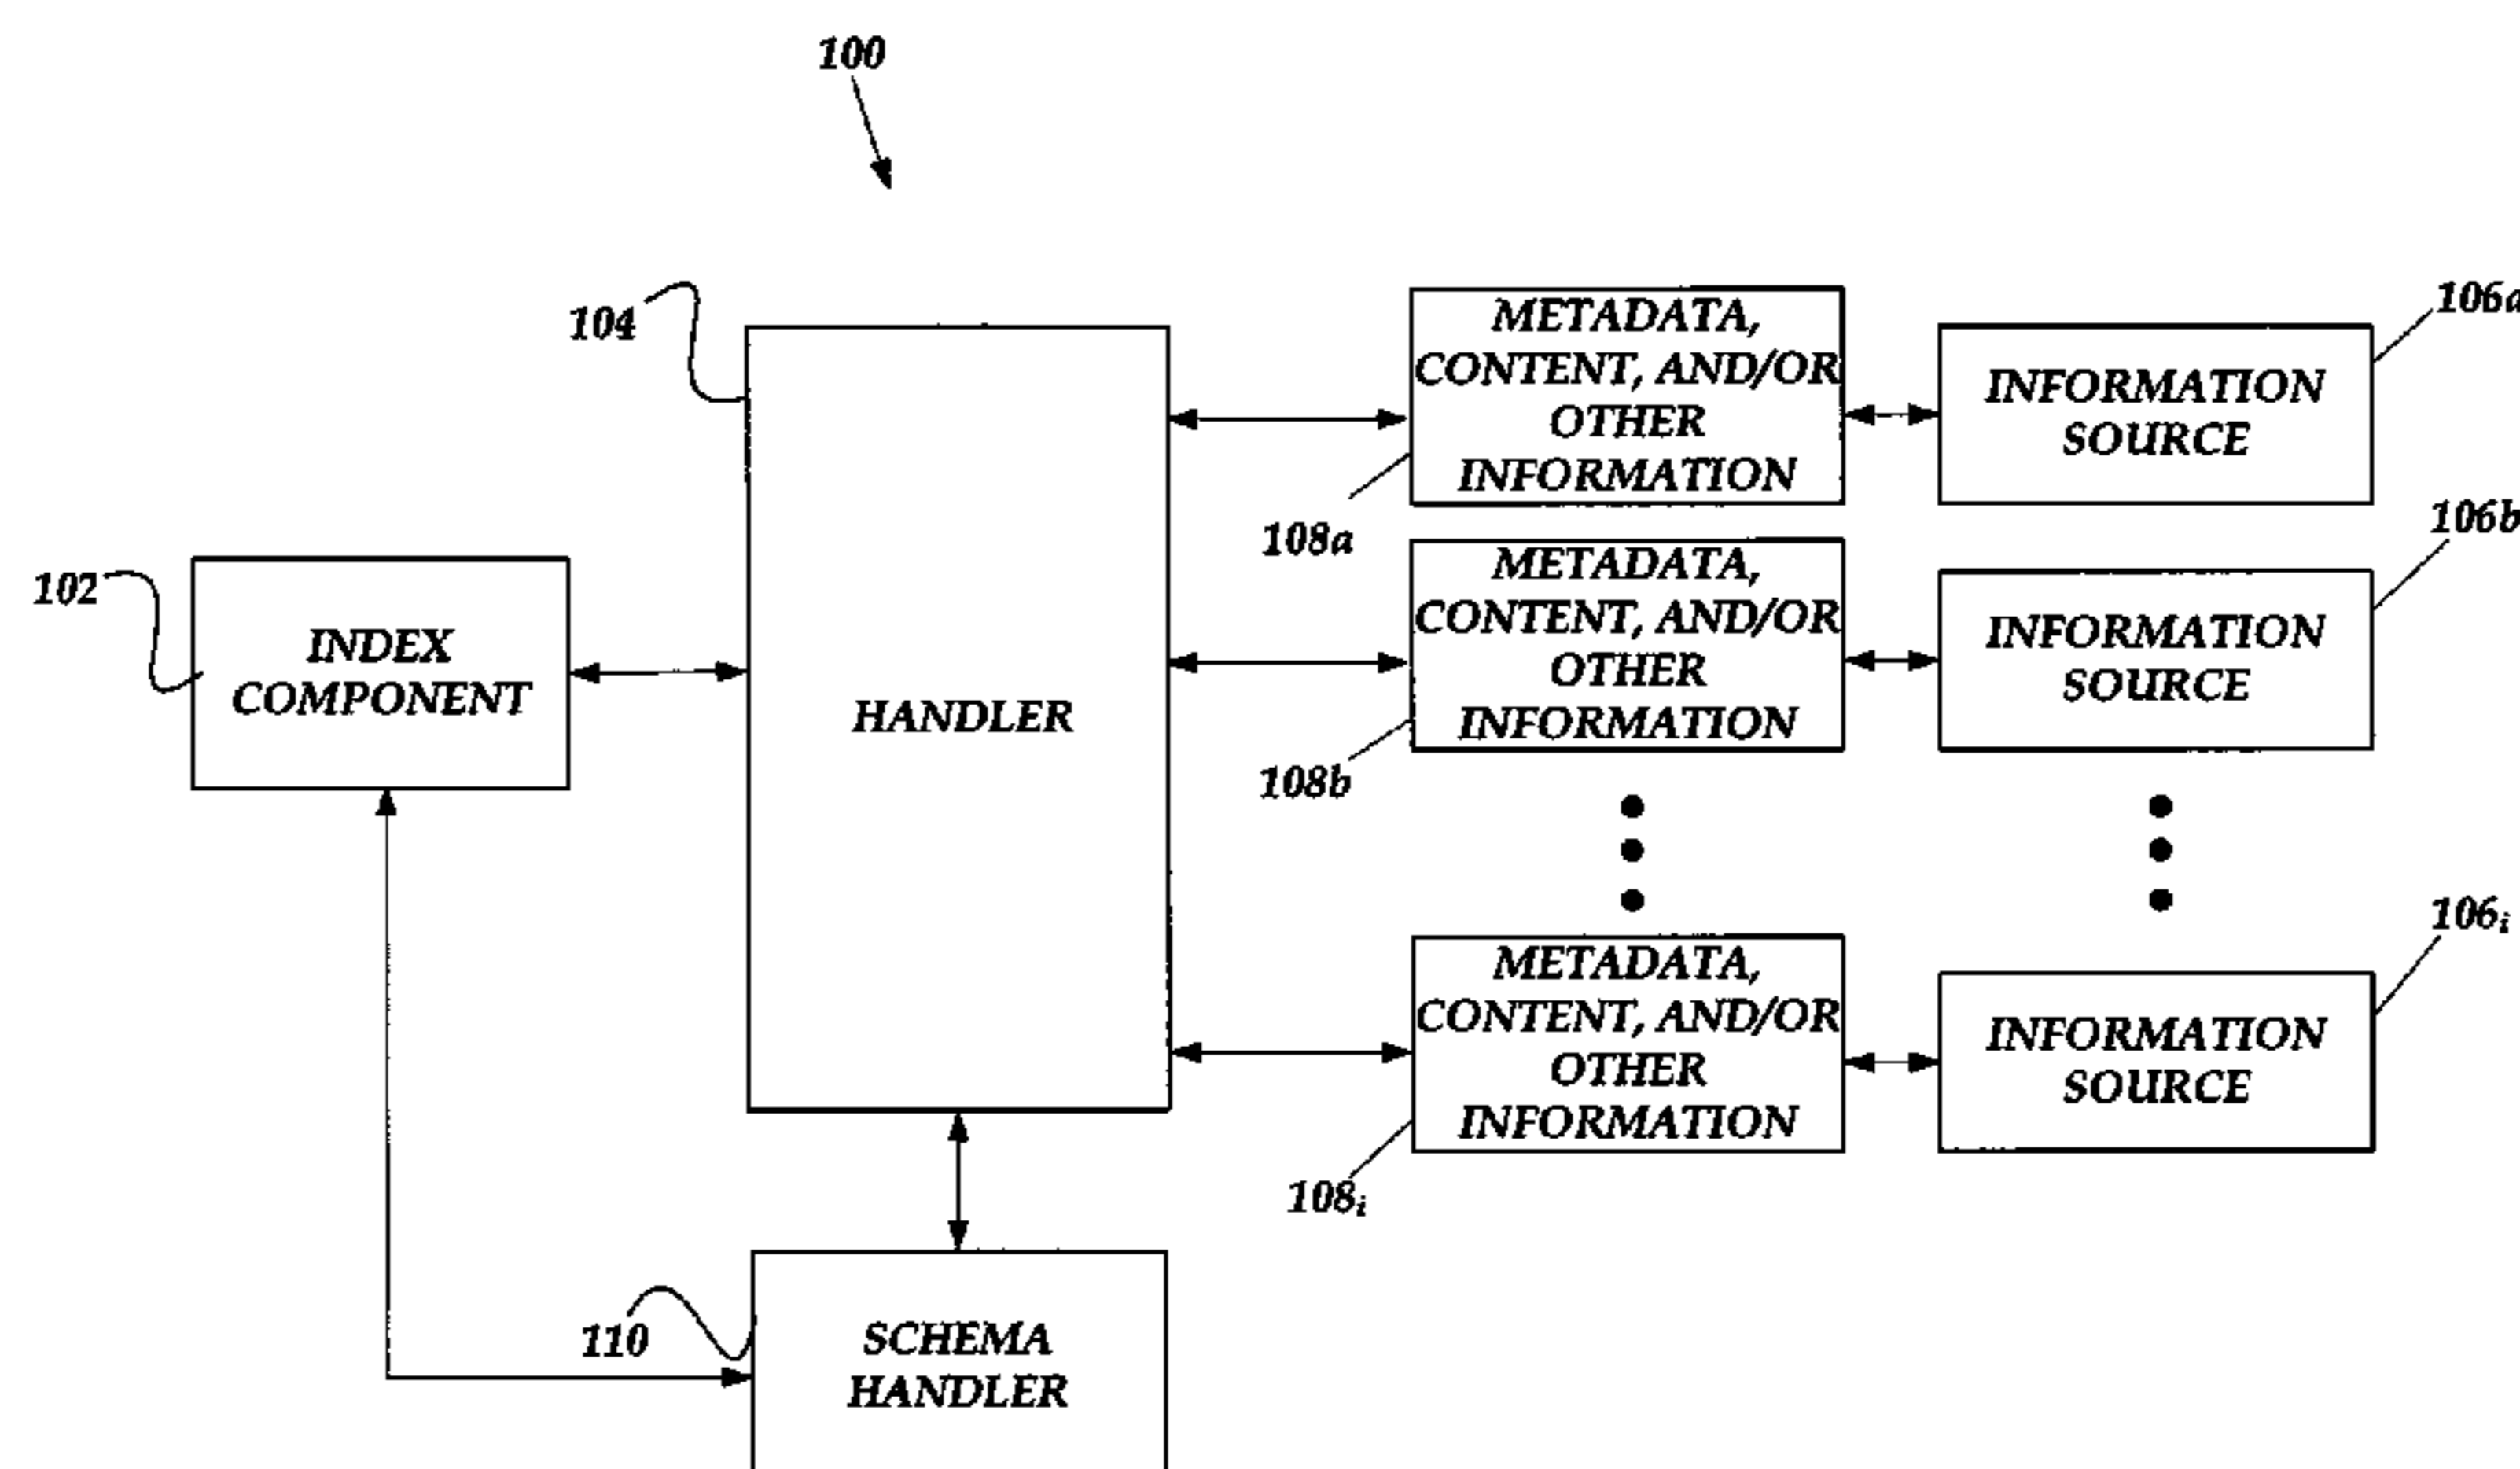 100
104
METADATA,
CONTENT, AND/OR
OTHER
INFORMATION
108a
INFORMATION
SOURCE
106a
102
INDEX
COMPONENT
HANDLER
METADATA,
CONTENT, AND/OR
OTHER
INFORMATION
108b
INFORMATION
SOURCE
106b
METADATA,
CONTENT, AND/OR
OTHER
INFORMATION
108i
INFORMATION
SOURCE
106i
110
SCHEMA
HANDLER